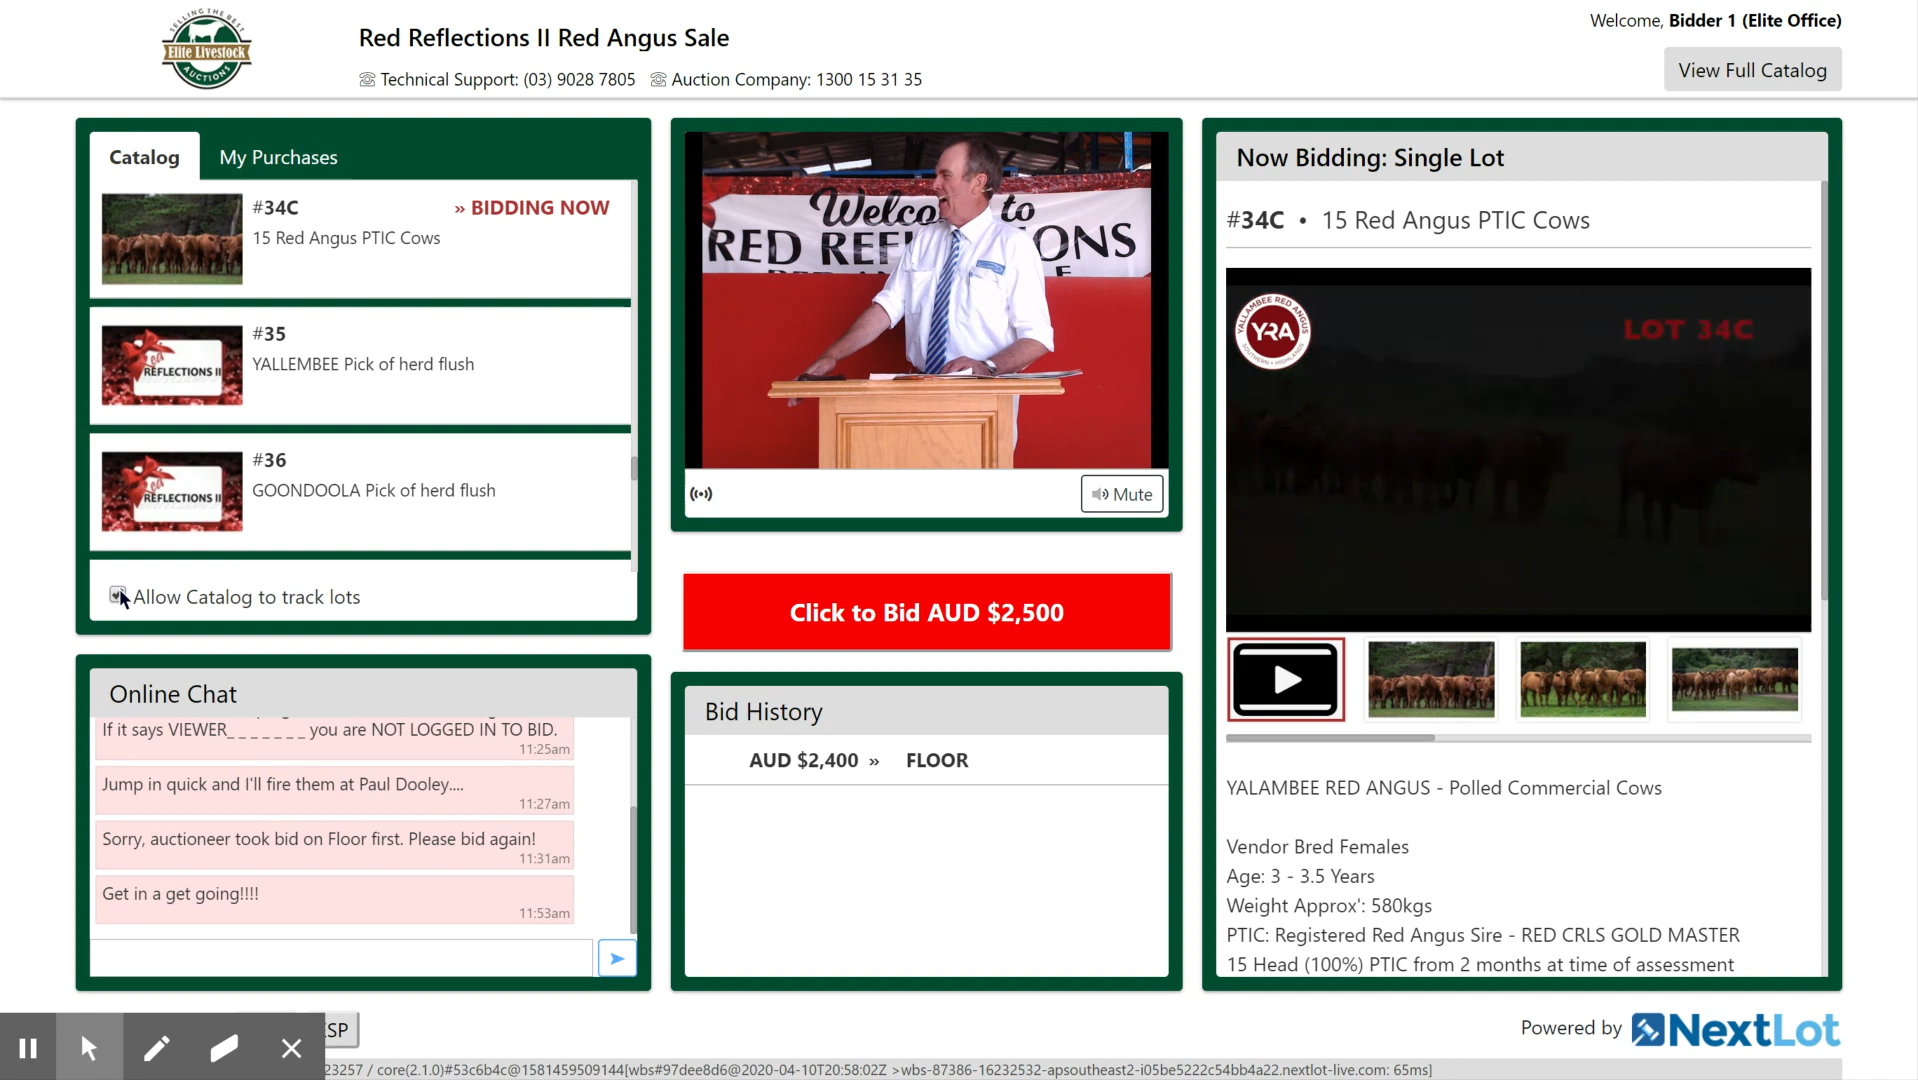 SELLING THE BEST
Elite Livestock
AUCTIONS
Red Reflections II Red Angus Sale
Technical Support: (03) 9028 7805 Auction Company: 1300 15 31 35
Welcome, Bidder 1 (Elite Office)
View Full Catalog
Catalog
My Purchases
#34C
» BIDDING NOW
15 Red Angus PTIC Cows
#35
YALLEMBEE Pick of herd flush
REFLECTIONS II
#36
GOONDOOLA Pick of herd flush
REFLECTIONS II
Allow Catalog to track lots
Online Chat
If it says VIEWER_ _ _ _ _ _ _ you are NOT LOGGED IN TO BID.
11:25am
Jump in quick and I'll fire them at Paul Dooley....
11:27am
Sorry, auctioneer took bid on Floor first. Please bid again!
11:31am
Get in a get going!!!!
11:53am
Welco to
RED REF IONS
Mute
Click to Bid AUD $2,500
Bid History
AUD $2,400 » FLOOR
Now Bidding: Single Lot
#34C • 15 Red Angus PTIC Cows
YALLAMBEE RED ANGUS
YRA
SOUTHERN HIGHLANDS
LOT 34C
YALAMBEE RED ANGUS - Polled Commercial Cows
Vendor Bred Females
Age: 3 - 3.5 Years
Weight Approx': 580kgs
PTIC: Registered Red Angus Sire - RED CRLS GOLD MASTER
15 Head (100%) PTIC from 2 months at time of assessment
SP
Powered by NextLot
23257 / core(2.1.0)#53c6b4c@1581459509144[wbs#97dee8d6@2020-04-10T20:58:02Z >wbs-87386-16232532-apsoutheast2-i05be5222c54bb4a22.nextlot-live.com: 65ms]